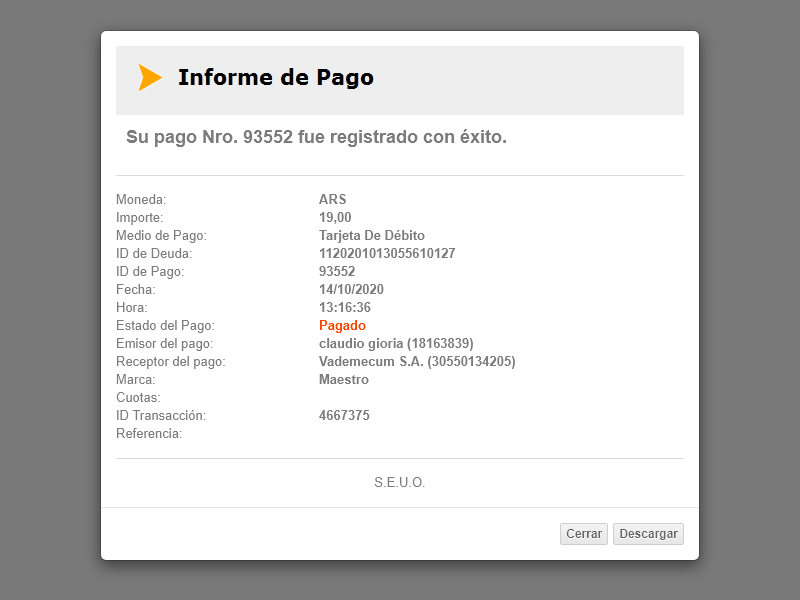 Informe de Pago
Su pago Nro. 93552 fue registrado con éxito.
Moneda: ARS
Importe: 19,00
Medio de Pago: Tarjeta De Débito
ID de Deuda: 1120201013055610127
ID de Pago: 93552
Fecha: 14/10/2020
Hora: 13:16:36
Estado del Pago: Pagado
Emisor del pago: claudio gioria (18163839)
Receptor del pago: Vademecum S.A. (30550134205)
Marca: Maestro
Cuotas:
ID Transacción: 4667375
Referencia:
S.E.U.O.
Cerrar Descargar